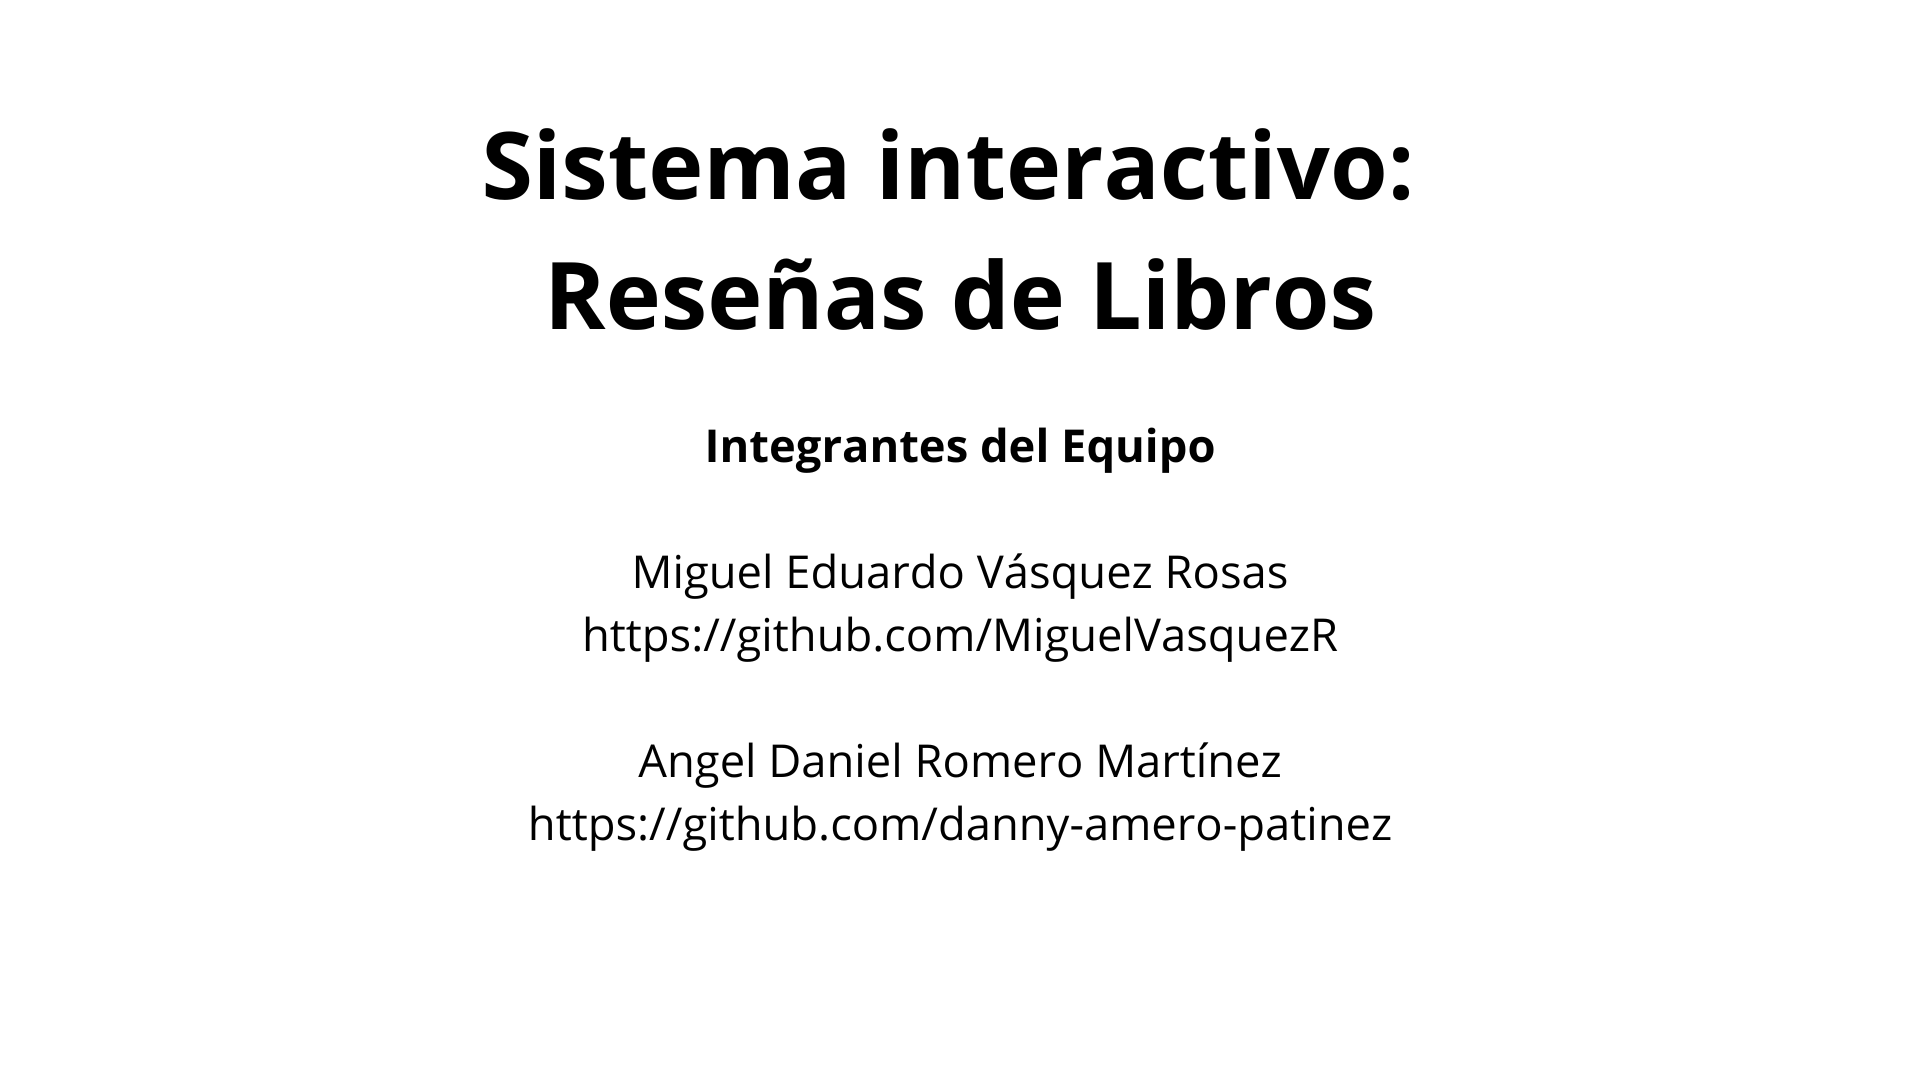 Sistema interactivo:
Reseñas de Libros
Integrantes del Equipo
Miguel Eduardo Vásquez Rosas
https://github.com/MiguelVasquezR
Angel Daniel Romero Martínez
https://github.com/danny-amero-patinez